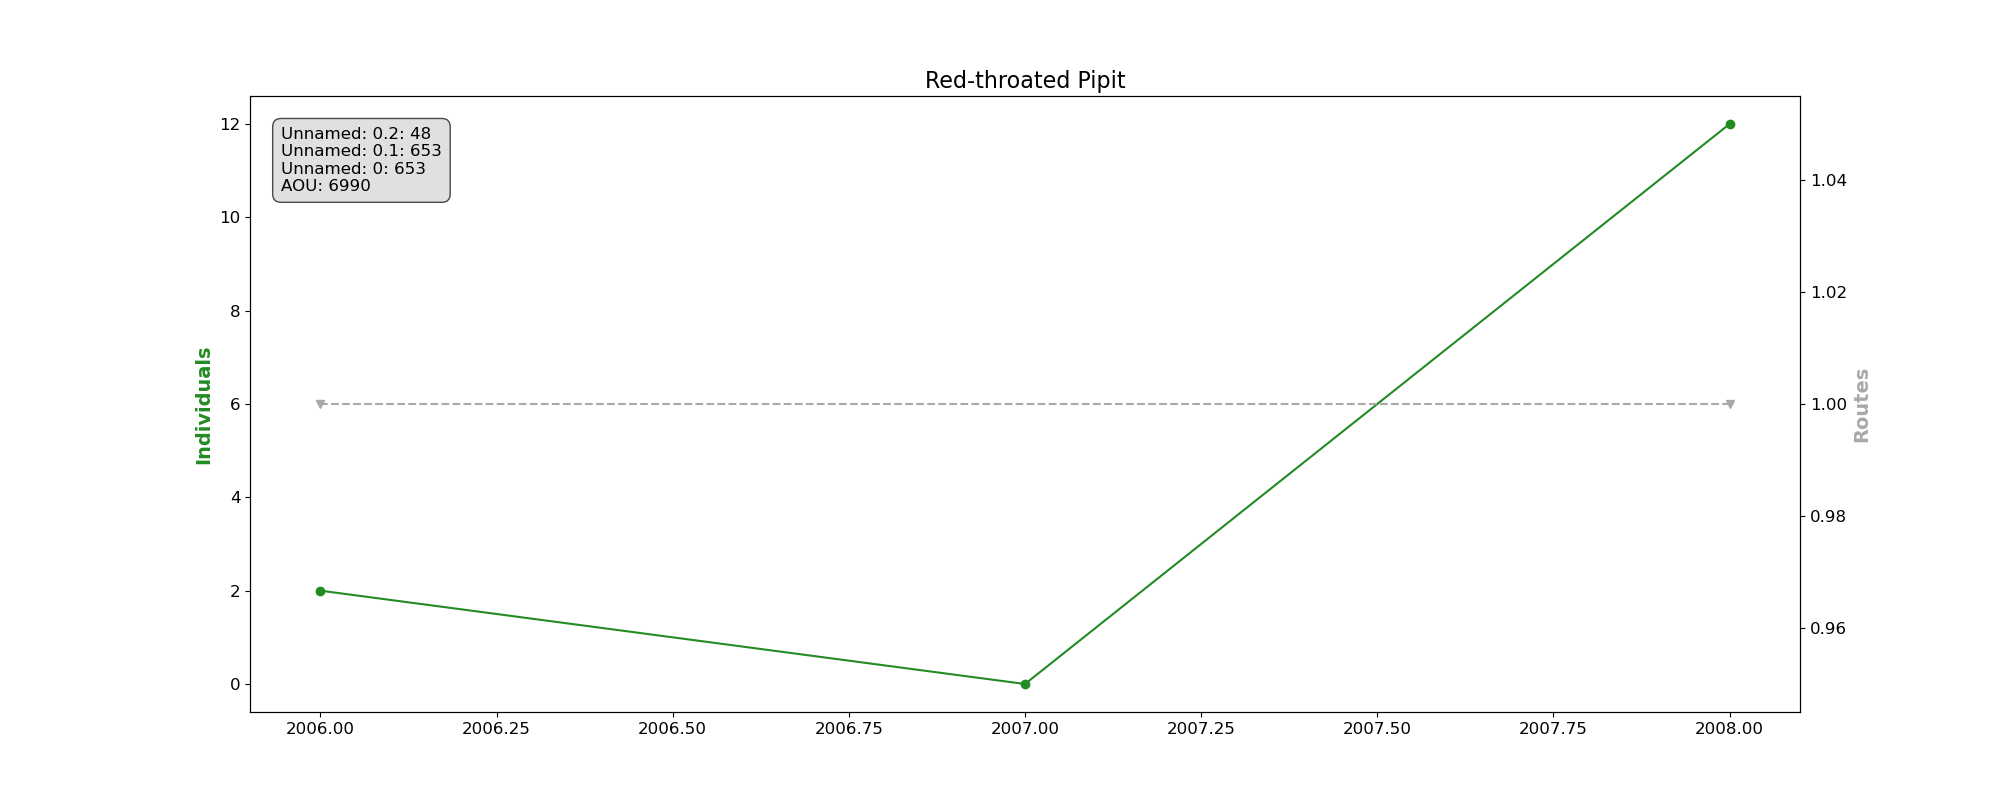 Red-throated Pipit
Unnamed: 0.2: 48
Unnamed: 0.1: 653
Unnamed: 0: 653
AOU: 6990
12
10
8
6
4
2
0
Individuals
1.04
1.02
1.00
0.98
0.96
Routes
2006.00 2006.25 2006.50 2006.75 2007.00 2007.25 2007.50 2007.75 2008.00